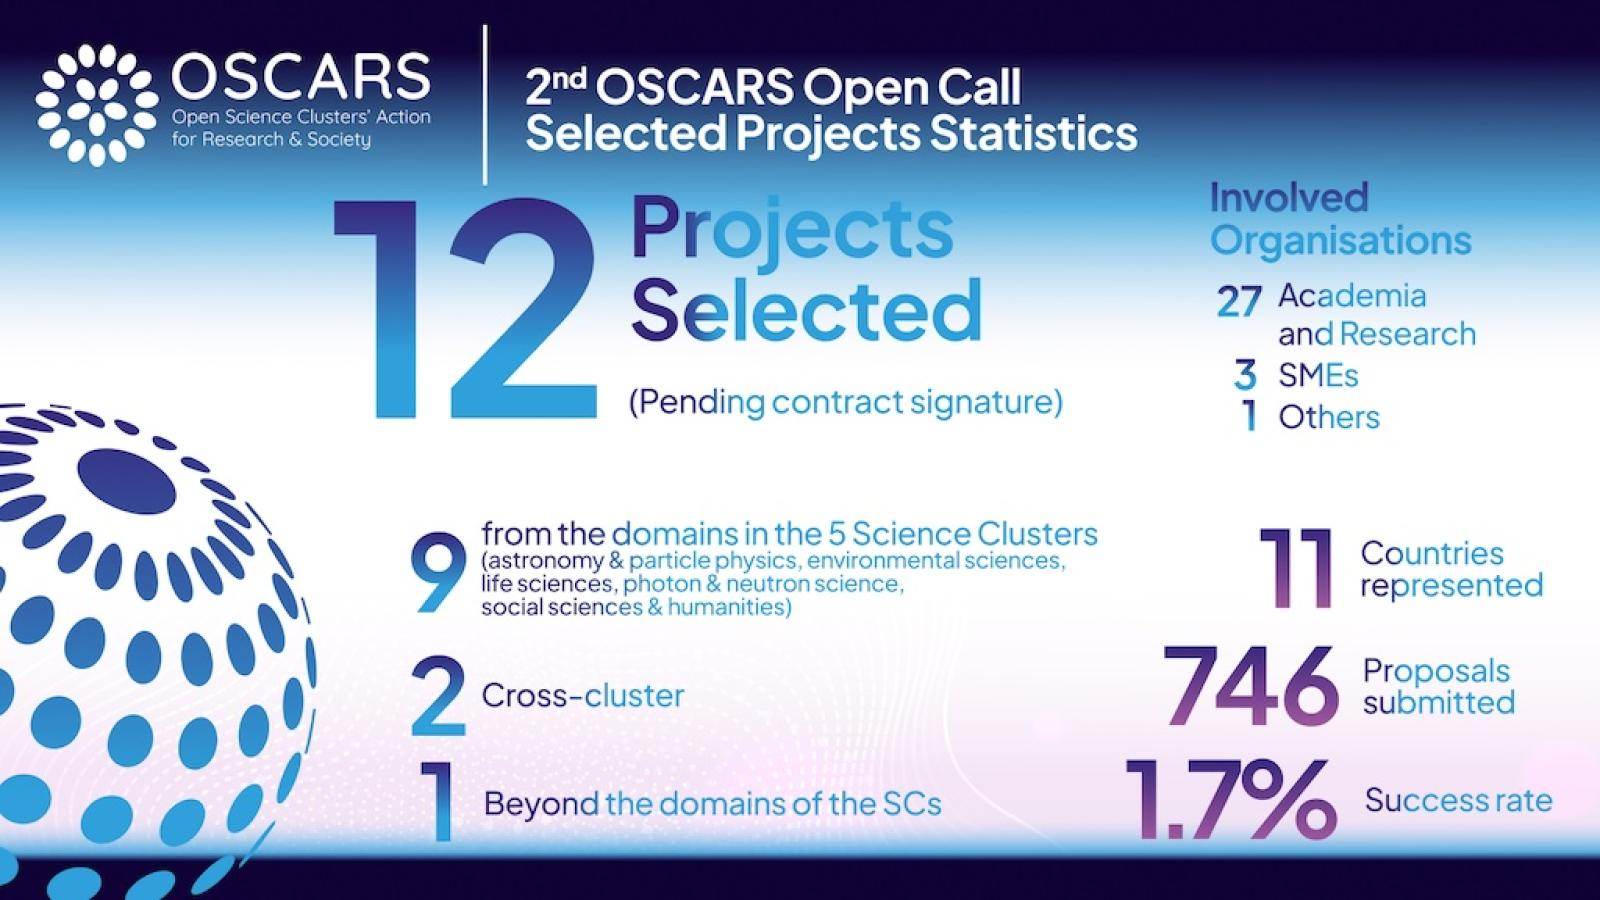 OSCARS
Open Science Clusters' Action
for Research & Society
2nd OSCARS Open Call
Selected Projects Statistics
12
Projects
Selected
(Pending contract signature)
Involved
Organisations
27 Academia
and Research
3 SMEs
1 Others
9
from the domains in the 5 Science Clusters
(astronomy & particle physics, environmental sciences,
life sciences, photon & neutron science,
social sciences & humanities)
2 Cross-cluster
1 Beyond the domains of the SCs
11
Countries
represented
746
Proposals
submitted
1.7% Success rate